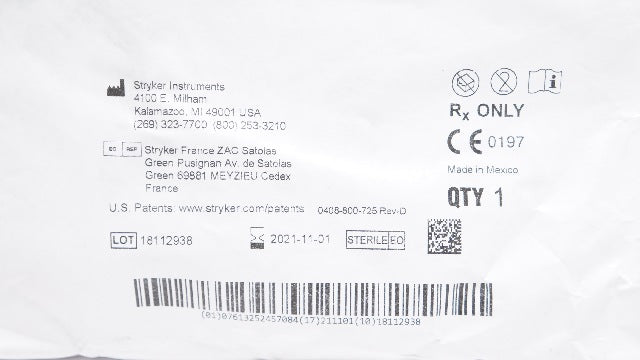 Stryker Instruments
4100 E. Milham
Kalamazoo, MI 49001 USA
(269) 323-7700 (800) 253-3210
EC REP Stryker France ZAC Satolas
Green Pusignan Av. de Satolas
Green 69881 MEYZIEU Cedex
France
U.S. Patents: www.stryker.com/patents 0408-800-725 Rev-D
LOT 18112938 2021-11-01 STERILE EO
2
i
Rx ONLY
CE 0197
Made in Mexico
QTY 1
(01)07613252457084(17)211101(10)18112938